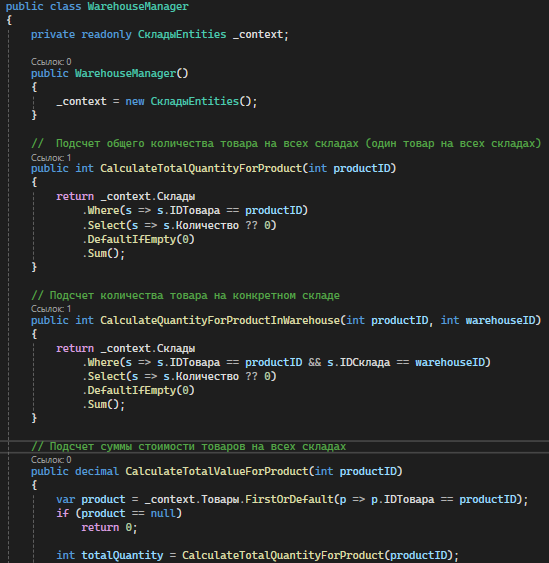 public class WarehouseManager
{
private readonly СкладыEntities _context;
Ссылок: 0
public WarehouseManager()
{
_context = new СкладыEntities();
}
// Подсчет общего количества товара на всех складах (один товар на всех складах)
Ссылок: 1
public int CalculateTotalQuantityForProduct(int productID)
{
return _context.Склады
.Where(s => s.IDТовара == productID)
.Select(s => s.Количество ?? 0)
.DefaultIfEmpty(0)
.Sum();
}
// Подсчет количества товара на конкретном складе
Ссылок: 1
public int CalculateQuantityForProductInWarehouse(int productID, int warehouseID)
{
return _context.Склады
.Where(s => s.IDТовара == productID && s.IDСклада == warehouseID)
.Select(s => s.Количество ?? 0)
.DefaultIfEmpty(0)
.Sum();
}
// Подсчет суммы стоимости товаров на всех складах
Ссылок: 0
public decimal CalculateTotalValueForProduct(int productID)
{
var product = _context.Товары.FirstOrDefault(p => p.IDТовара == productID);
if (product == null)
return 0;
int totalQuantity = CalculateTotalQuantityForProduct(productID);